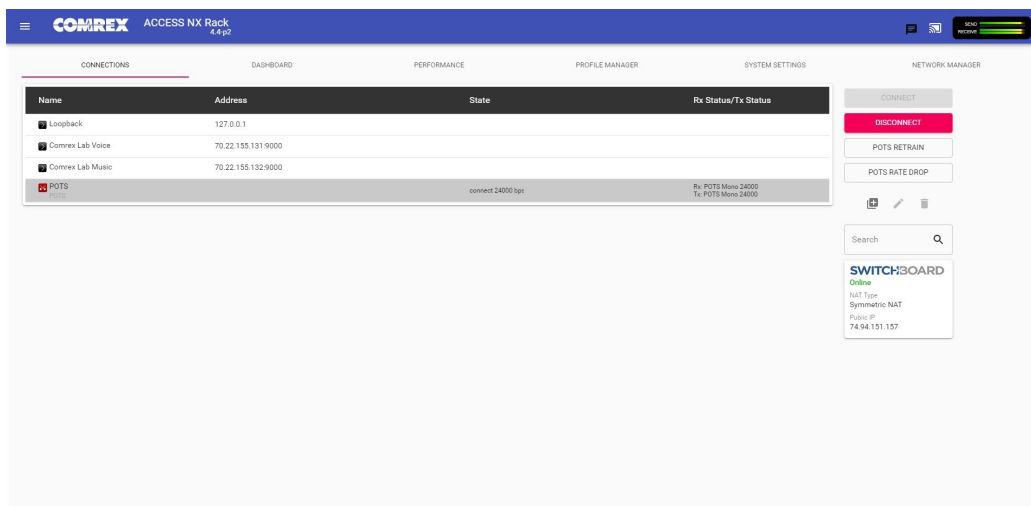 COMREX ACCESS NX Rack
4.4-p2
SEND
RECEIVE
CONNECTIONS DASHBOARD PERFORMANCE PROFILE MANAGER SYSTEM SETTINGS NETWORK MANAGER
Name Address State Rx Status/Tx Status
Loopback 127.0.0.1
Comrex Lab Voice 70.22.155.131:9000
Comrex Lab Music 70.22.155.132:9000
POTS
POTS
connect 24000 bps
Rx: POTS Mono 24000
Tx: POTS Mono 24000
CONNECT
DISCONNECT
POTS RETRAIN
POTS RATE DROP
Search
SWITCHBOARD
Online
NAT Type
Symmetric NAT
Public IP
74.94.151.157